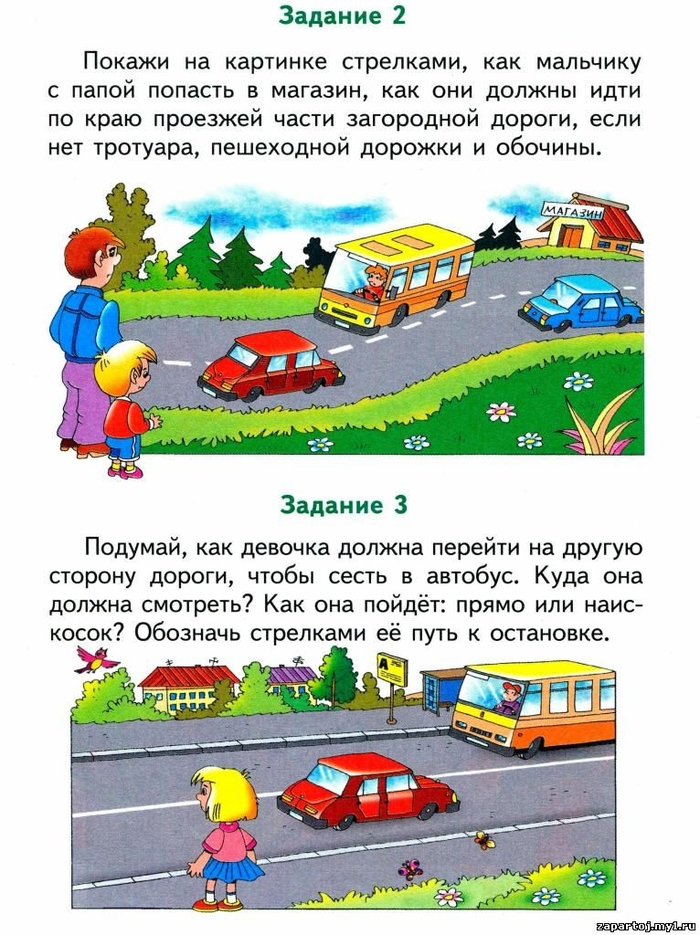 Задание 2
Покажи на картинке стрелками, как мальчику
с папой попасть в магазин, как они должны идти
по краю проезжей части загородной дороги, если
нет тротуара, пешеходной дорожки и обочины.
МАГАЗИН
Задание 3
Подумай, как девочка должна перейти на другую
сторону дороги, чтобы сесть в автобус. Куда она
должна смотреть? Как она пойдёт: прямо или наис-
косок? Обозначь стрелками её путь к остановке.
А
zapartoj.my1.ru